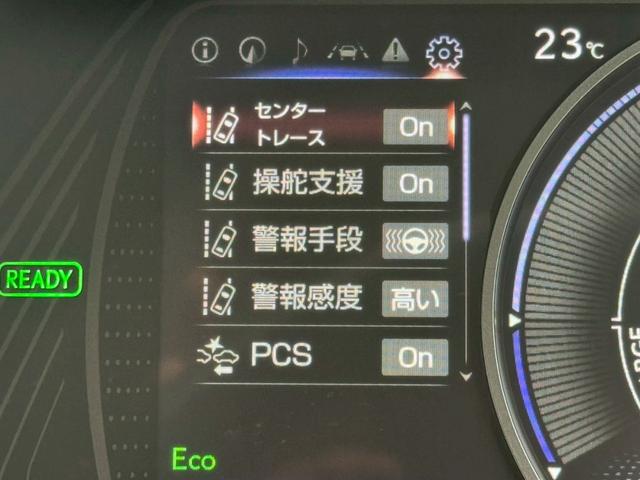 23℃
センター
トレース
On
操舵支援 On
警報手段
警報感度 高い
READY
PCS On
Eco